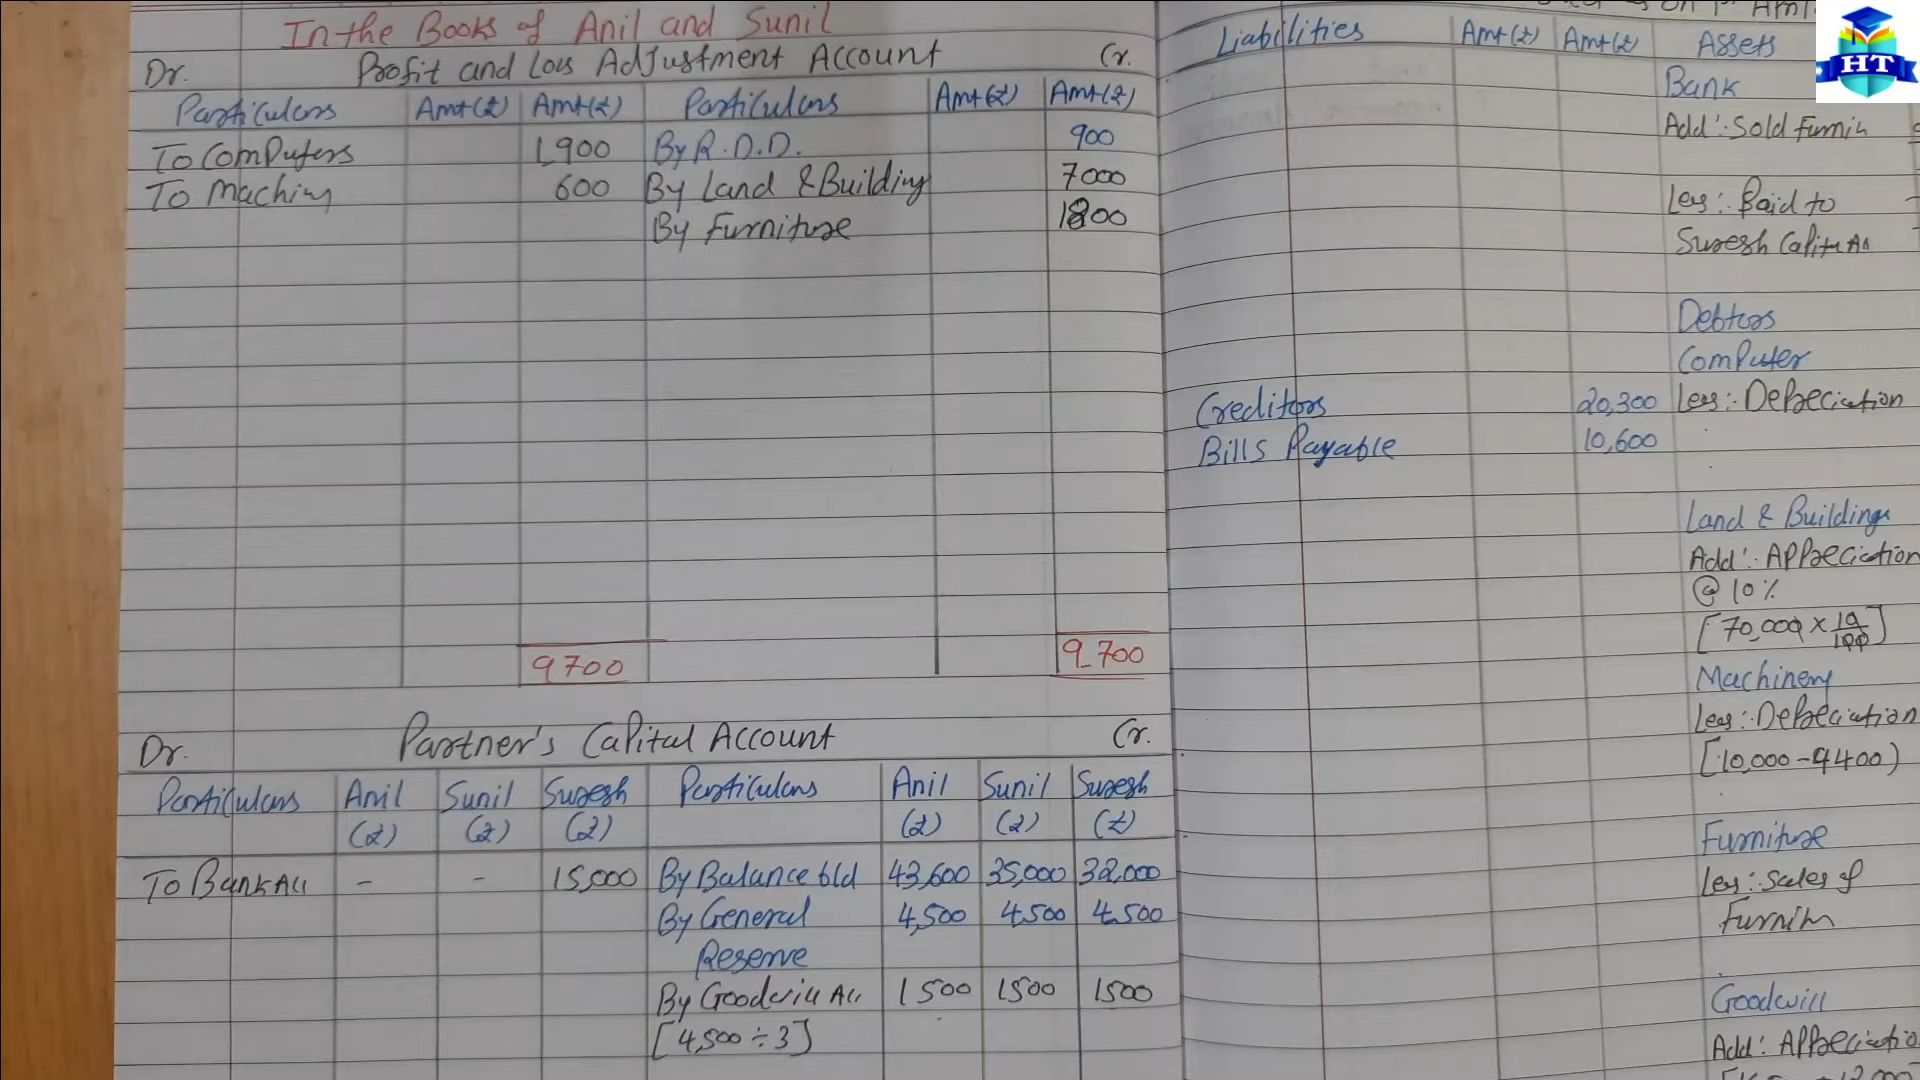 In the Books of Anil and Sunil
Dr. Profit and Loss Adjustment Account Cr.
Particulars Amt(₹) Amt(₹) Particulars Amt(₹) Amt(₹)
To Computers 1,900 By R.D.D. 900
To Machiny 600 By Land & Building 7000
By Furniture 1800
9700 9700
Dr. Partner's Capital Account Cr.
Particulars Anil Sunil Suresh Particulars Anil Sunil Suresh
(₹) (₹) (₹) (₹) (₹) (₹)
To Bank A/c - - 15,000 By Balance b/d 43,600 35,000 32,000
By General 4,500 4,500 4,500
Reserve
By Goodwill A/c 1500 1500 1500
[4,500 ÷ 3]
Liabilities Amt(₹) Amt(₹) Assets
Bank
Add: Sold Furnin
Less: Paid to
Suresh Capital A/c
Debtors
Computer
Creditors 20,300 Less: Depreciation
Bills Payable 10,600
Land & Buildings
Add: Appreciation
@ 10%
[70,000 × 10/100]
Machinery
Less: Depreciation
[10,000 - 9400)
Furniture
Less: Sales of
Furnin
Goodwill
Add: Appreciatio
HT